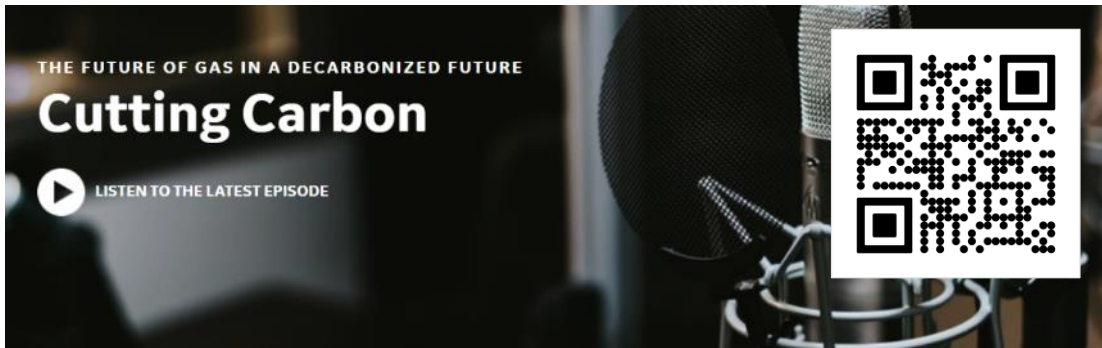 THE FUTURE OF GAS IN A DECARBONIZED FUTURE
Cutting Carbon
LISTEN TO THE LATEST EPISODE